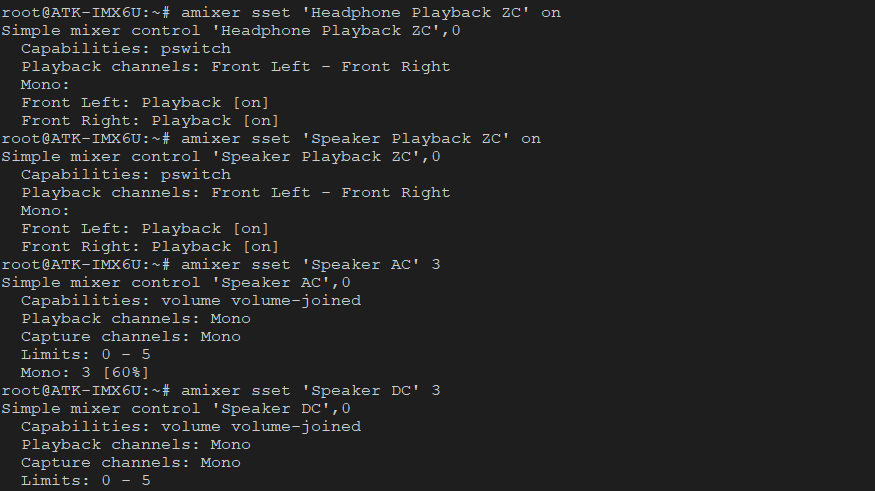 root@ATK-IMX6U:~# amixer sset 'Headphone Playback ZC' on
Simple mixer control 'Headphone Playback ZC',0
  Capabilities: pswitch
  Playback channels: Front Left - Front Right
  Mono:
  Front Left: Playback [on]
  Front Right: Playback [on]
root@ATK-IMX6U:~# amixer sset 'Speaker Playback ZC' on
Simple mixer control 'Speaker Playback ZC',0
  Capabilities: pswitch
  Playback channels: Front Left - Front Right
  Mono:
  Front Left: Playback [on]
  Front Right: Playback [on]
root@ATK-IMX6U:~# amixer sset 'Speaker AC' 3
Simple mixer control 'Speaker AC',0
  Capabilities: volume volume-joined
  Playback channels: Mono
  Capture channels: Mono
  Limits: 0 - 5
  Mono: 3 [60%]
root@ATK-IMX6U:~# amixer sset 'Speaker DC' 3
Simple mixer control 'Speaker DC',0
  Capabilities: volume volume-joined
  Playback channels: Mono
  Capture channels: Mono
  Limits: 0 - 5